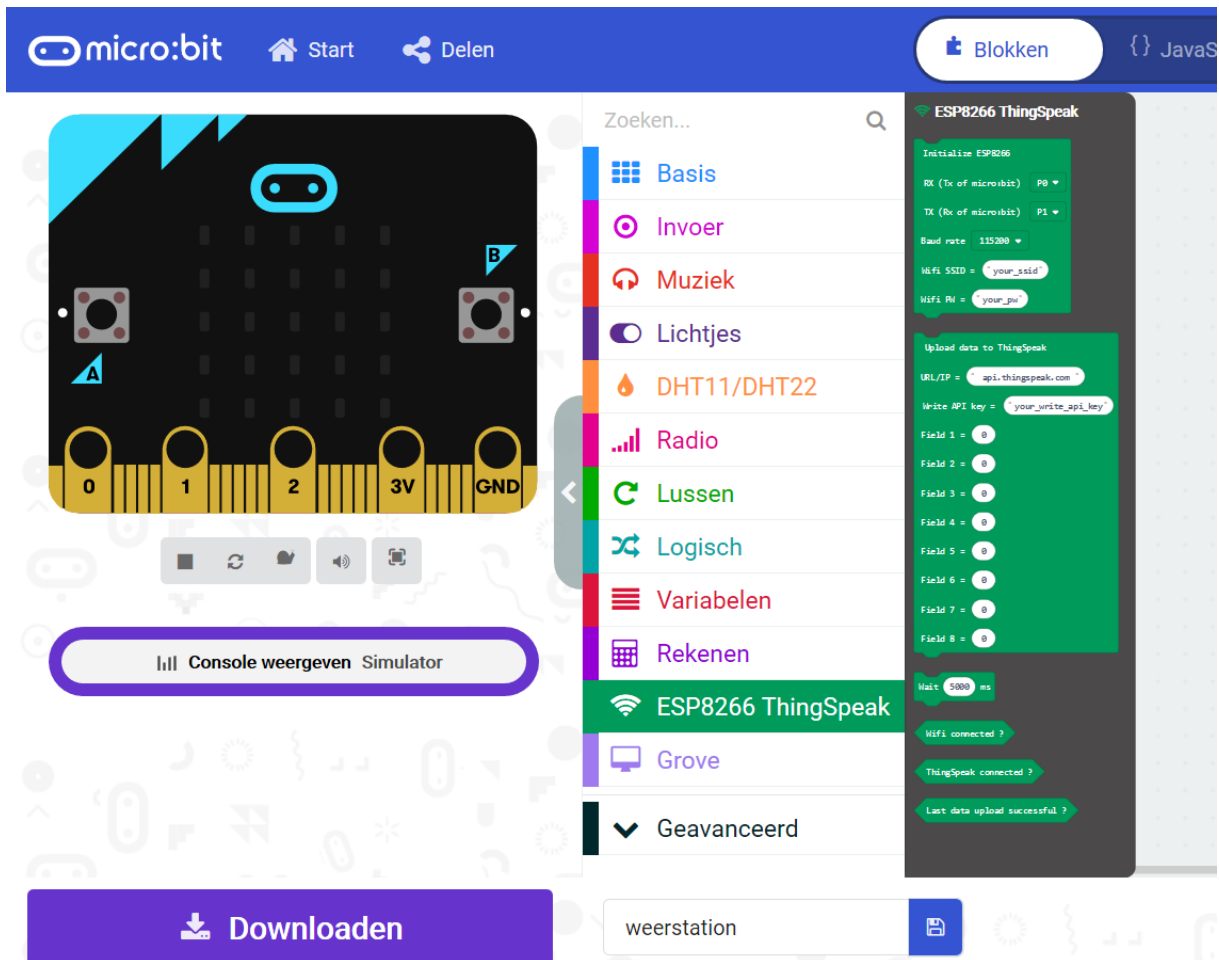 micro:bit
Start
Delen
Blokken
{ } JavaS
B
A
0
1
2
3V
GND
Console weergeven Simulator
Downloaden
Zoeken...
Basis
Invoer
Muziek
Lichtjes
DHT11/DHT22
Radio
Lussen
Logisch
Variabelen
Rekenen
ESP8266 ThingSpeak
Grove
Geavanceerd
weerstation
ESP8266 ThingSpeak
Initialize ESP8266
RX (Tx of micro:bit) P0
TX (Rx of micro:bit) P1
Baud rate 115200
Wifi SSID = "your_ssid"
Wifi PW = "your_pw"
Upload data to ThingSpeak
URL/IP = "api.thingspeak.com"
Write API key = "your_write_api_key"
Field 1 = 0
Field 2 = 0
Field 3 = 0
Field 4 = 0
Field 5 = 0
Field 6 = 0
Field 7 = 0
Field 8 = 0
Wait 5000 ms
Wifi connected ?
ThingSpeak connected ?
Last data upload successful ?